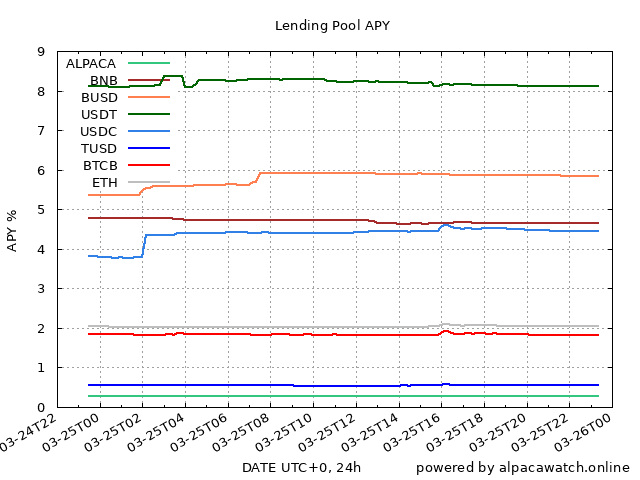 Lending Pool APY
9
8
7
6
5
4
3
2
1
0
APY %
ALPACA
BNB
BUSD
USDT
USDC
TUSD
BTCB
ETH
03-24T22
03-25T00
03-25T02
03-25T04
03-25T06
03-25T08
03-25T10
03-25T12
03-25T14
03-25T16
03-25T18
03-25T20
03-25T22
03-26T00
DATE UTC+0, 24h
powered by alpacawatch.online